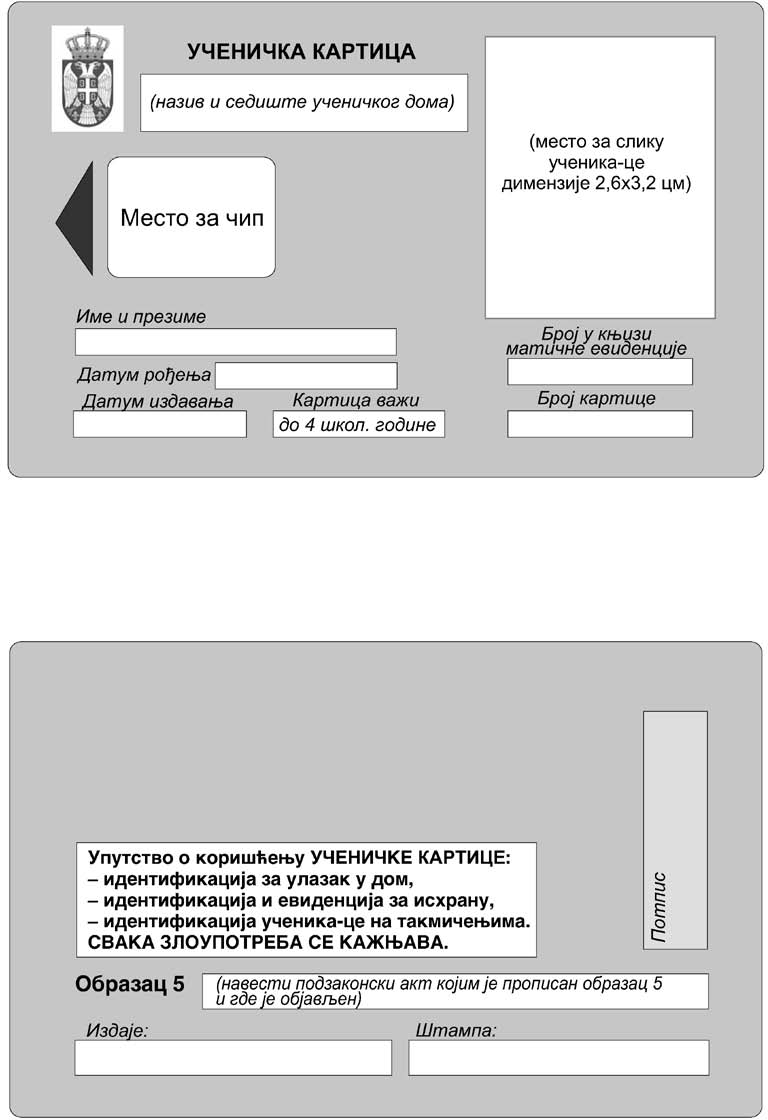 УЧЕНИЧКА КАРТИЦА
(назив и седиште ученичког дома)
(место за слику
ученика-це
димензије 2,6x3,2 цм)
Место за чип
Име и презиме
Број у књизи
матичне евиденције
Датум рођења
Датум издавања
Картица важи
до 4 школ. године
Број картице
Потпис
Упутство о коришћењу УЧЕНИЧКЕ КАРТИЦЕ:
– идентификација за улазак у дом,
– идентификација и евиденција за исхрану,
– идентификација ученика-це на такмичењима.
СВАКА ЗЛОУПОТРЕБА СЕ КАЖЊАВА.
Образац 5
(навести подзаконски акт којим је прописан образац 5
и где је објављен)
Издаје:
Штампа: